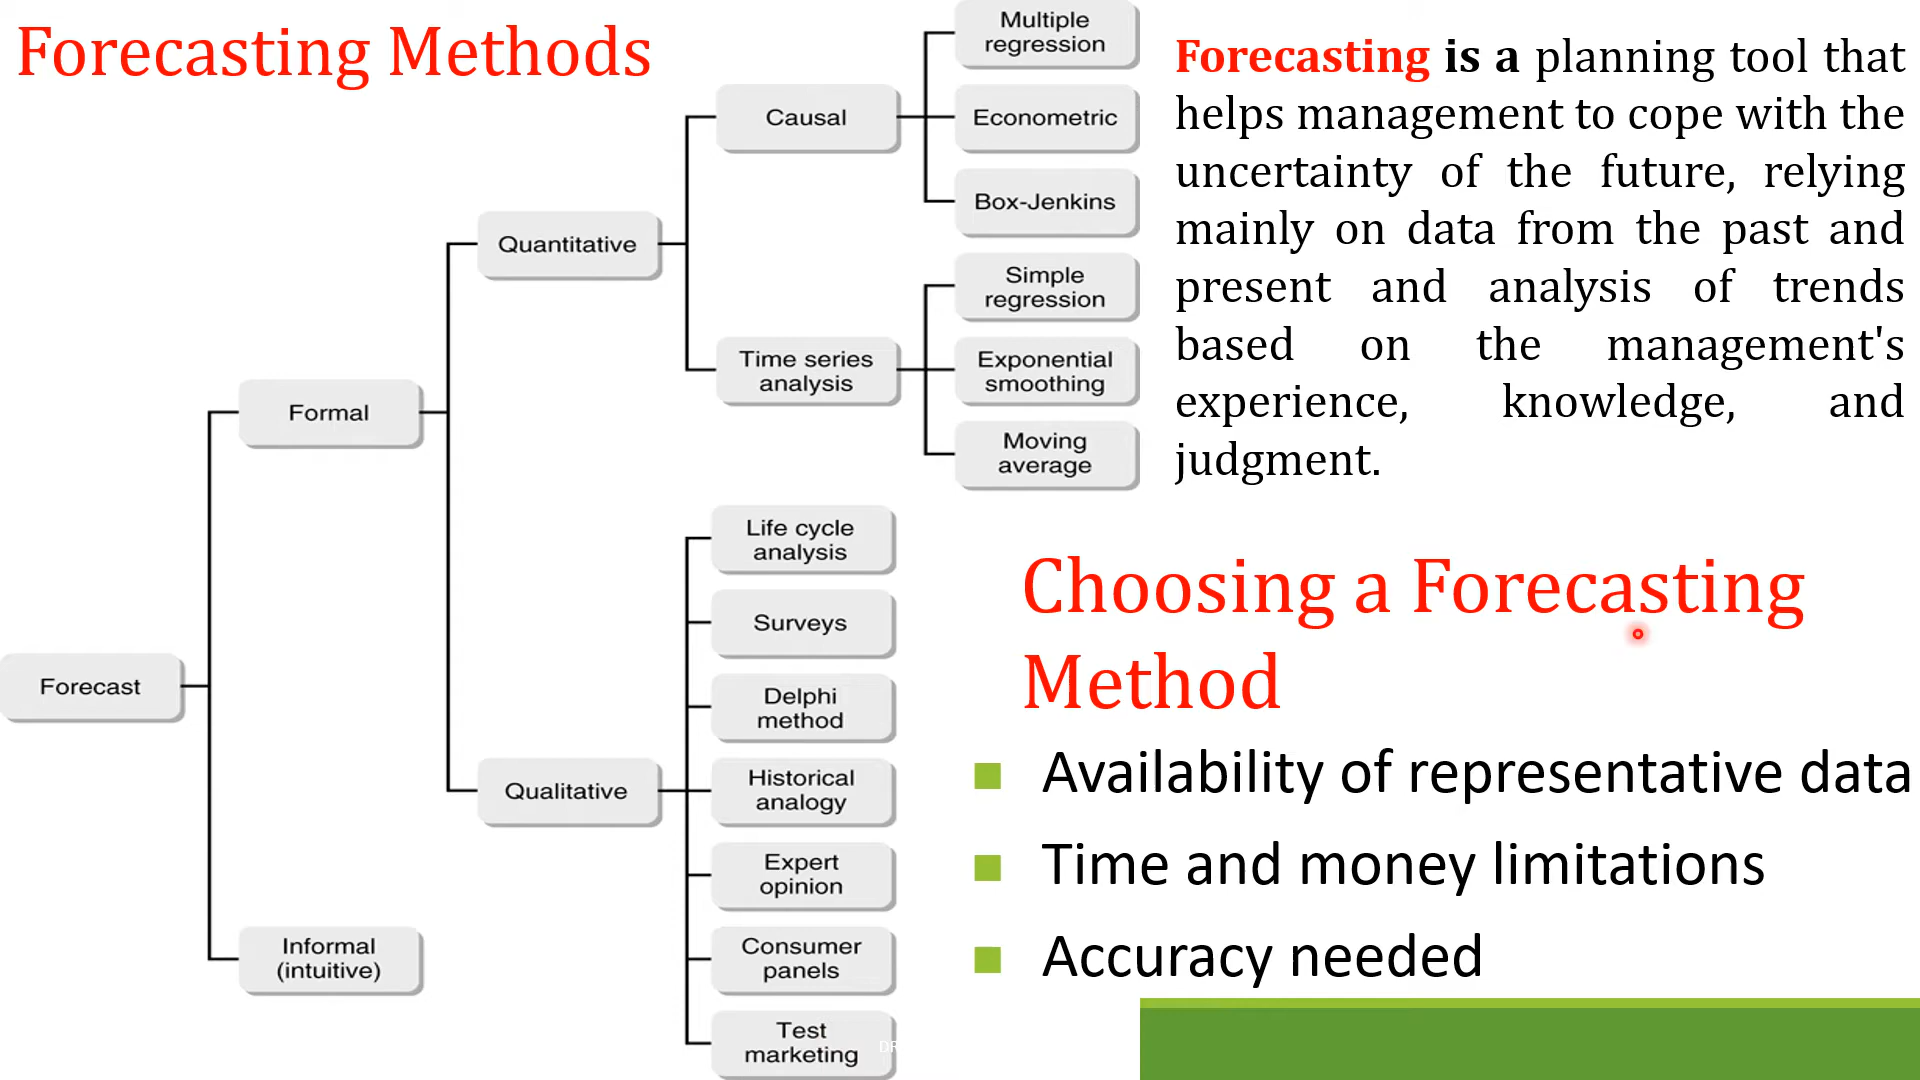 Forecasting Methods
Multiple
regression
Causal
Econometric
Box-Jenkins
Quantitative
Simple
regression
Time series
analysis
Exponential
smoothing
Moving
average
Formal
Life cycle
analysis
Surveys
Forecast
Delphi
method
Qualitative
Historical
analogy
Expert
opinion
Informal
(intuitive)
Consumer
panels
Test
marketing
Forecasting is a planning tool that
helps management to cope with the
uncertainty of the future, relying
mainly on data from the past and
present and analysis of trends
based on the management's
experience, knowledge, and
judgment.
Choosing a Forecasting
Method
Availability of representative data
Time and money limitations
Accuracy needed